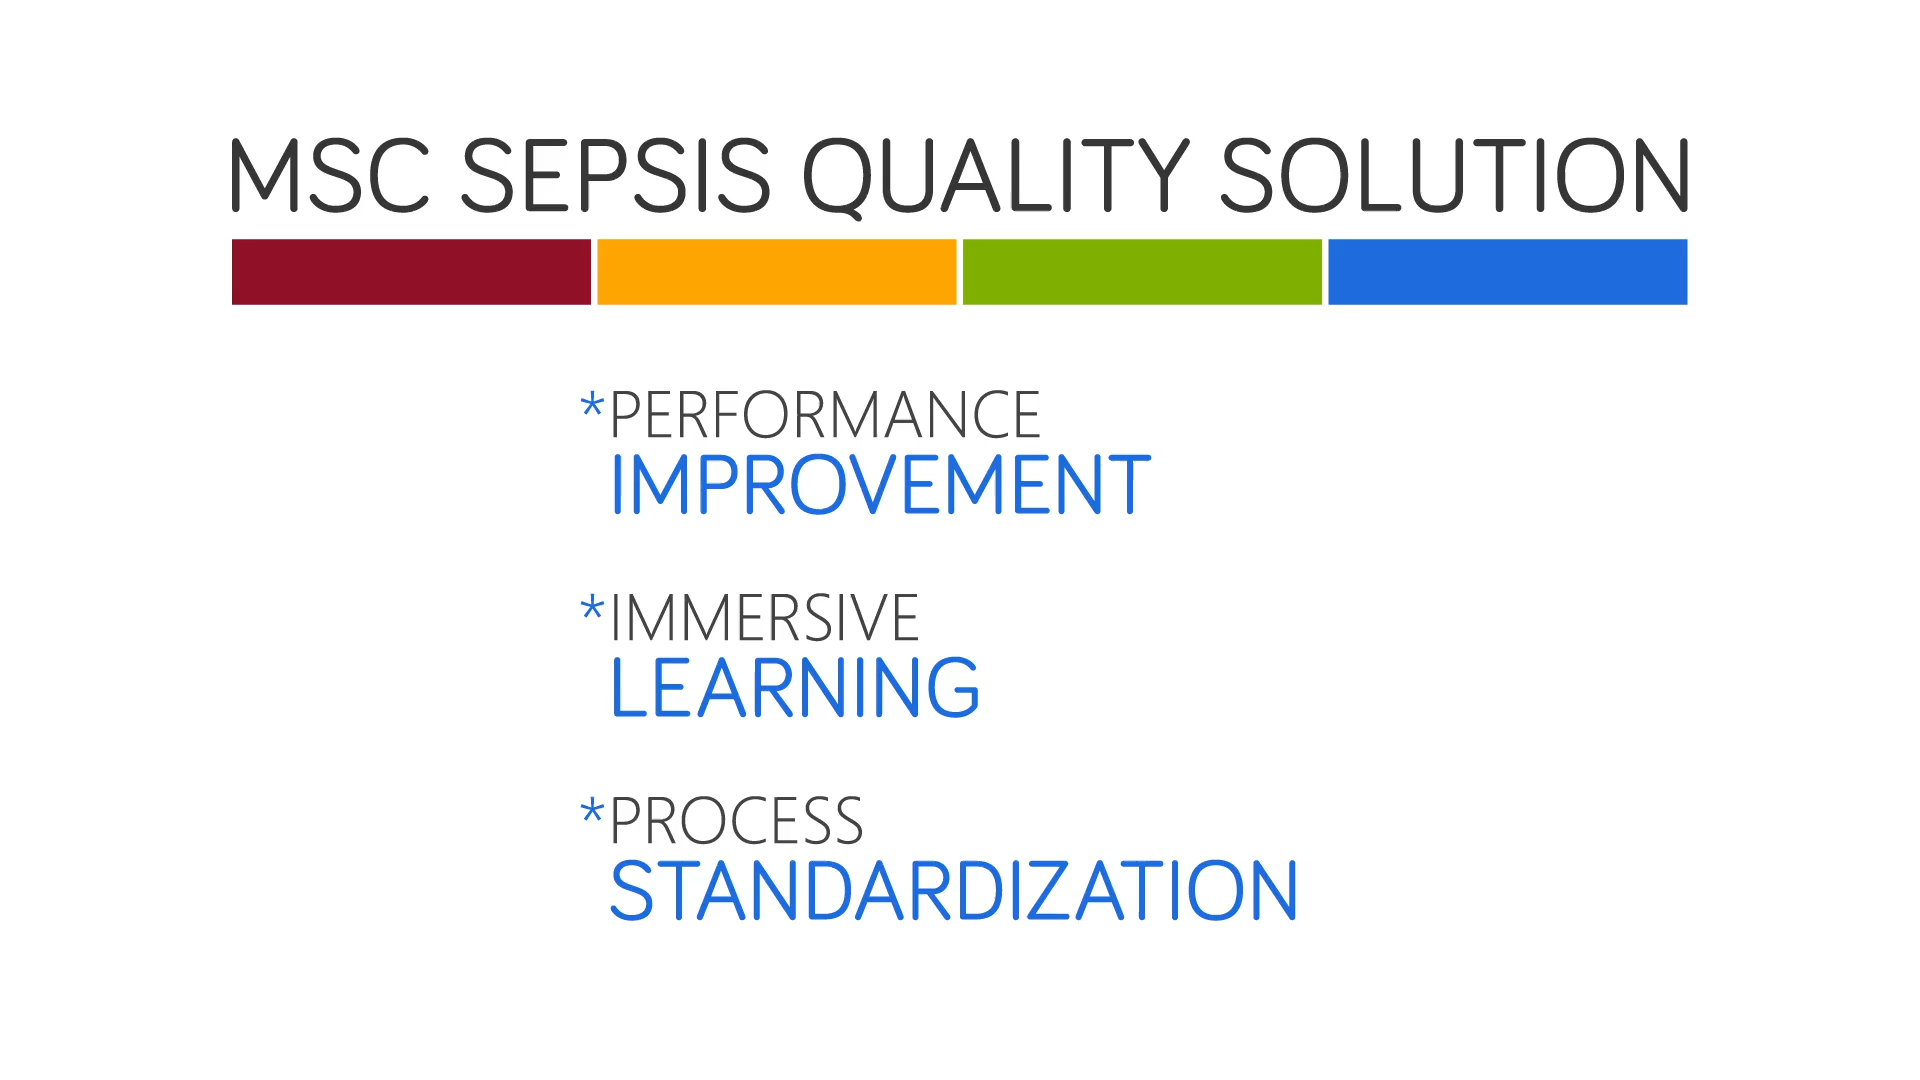 MSC SEPSIS QUALITY SOLUTION
*PERFORMANCE
IMPROVEMENT
*IMMERSIVE
LEARNING
*PROCESS
STANDARDIZATION